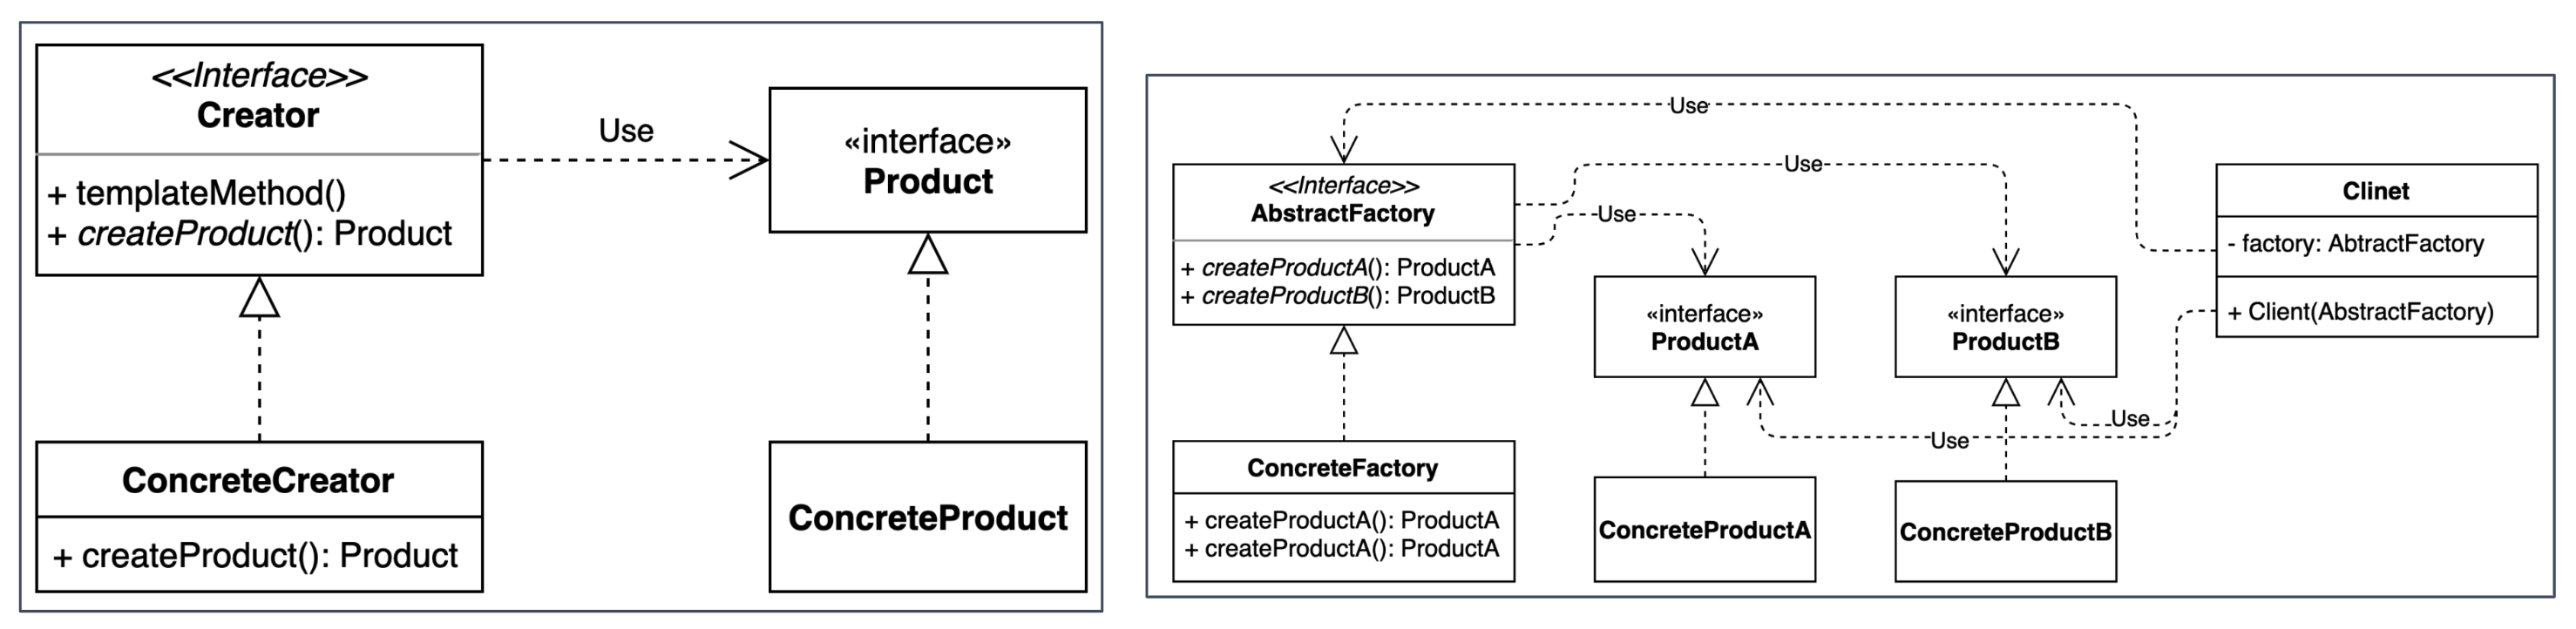 <<Interface>>
Creator
+ templateMethod()
+ createProduct(): Product
Use
«interface»
Product
ConcreteCreator
+ createProduct(): Product
ConcreteProduct
Use
<<Interface>>
AbstractFactory
+ createProductA(): ProductA
+ createProductB(): ProductB
Use
Use
«interface»
ProductA
«interface»
ProductB
Clinet
- factory: AbtractFactory
+ Client(AbstractFactory)
Use
Use
ConcreteFactory
+ createProductA(): ProductA
+ createProductA(): ProductA
ConcreteProductA
ConcreteProductB